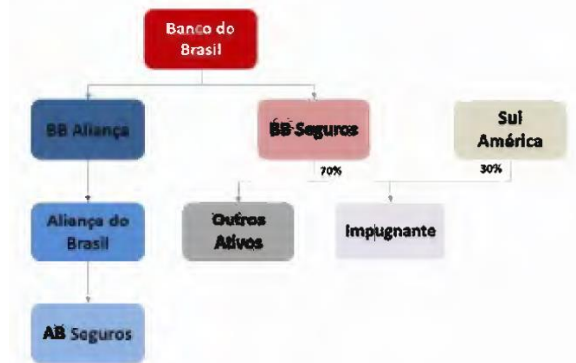 Banco do
Brasil
BB Aliança
BB Seguros
Sul
América
70%
30%
Aliança do
Brasil
Outros
Ativos
Impugnante
AB Seguros